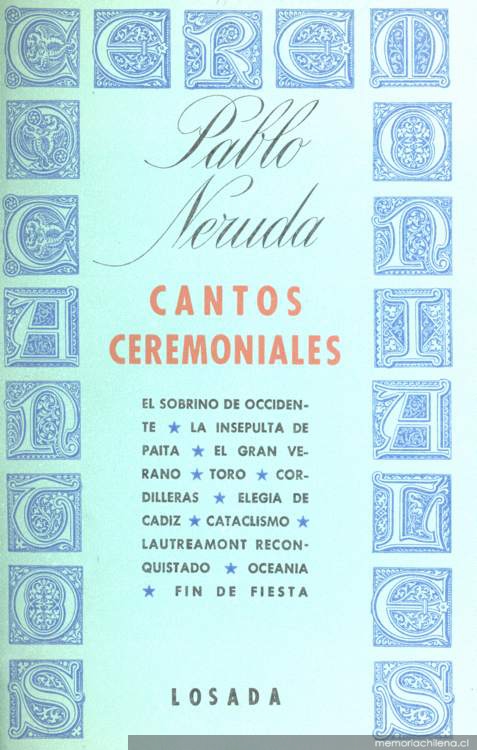 C E R E M
C
C
A
N
T
O
S
O
N
I
A
L
E
S
Pablo
Neruda
CANTOS
CEREMONIALES
EL SOBRINO DE OCCIDEN-
TE ★ LA INSEPULTA DE
PAITA ★ EL GRAN VE-
RANO ★ TORO ★ COR-
DILLERAS ★ ELEGIA DE
CADIZ ★ CATACLISMO ★
LAUTREAMONT RECON-
QUISTADO ★ OCEANIA
★ FIN DE FIESTA
LOSADA
memoriachilena.cl